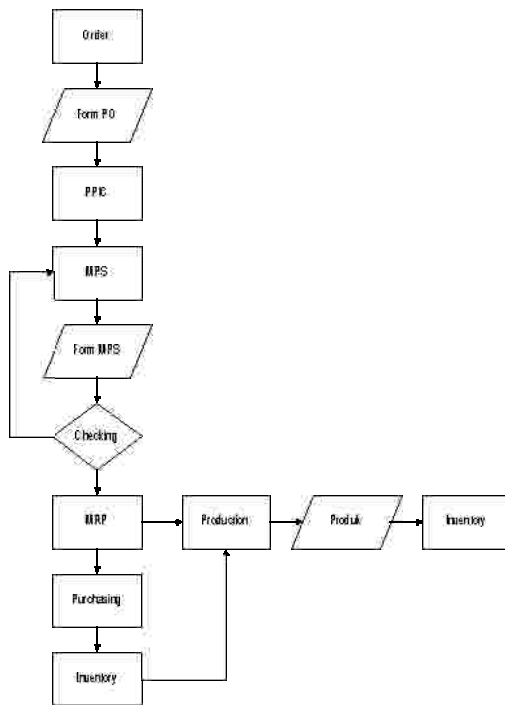 Order
Form PO
PPIC
MPS
Form MPS
Checking
MRP
Production
Produk
Inventory
Purchasing
Inventory